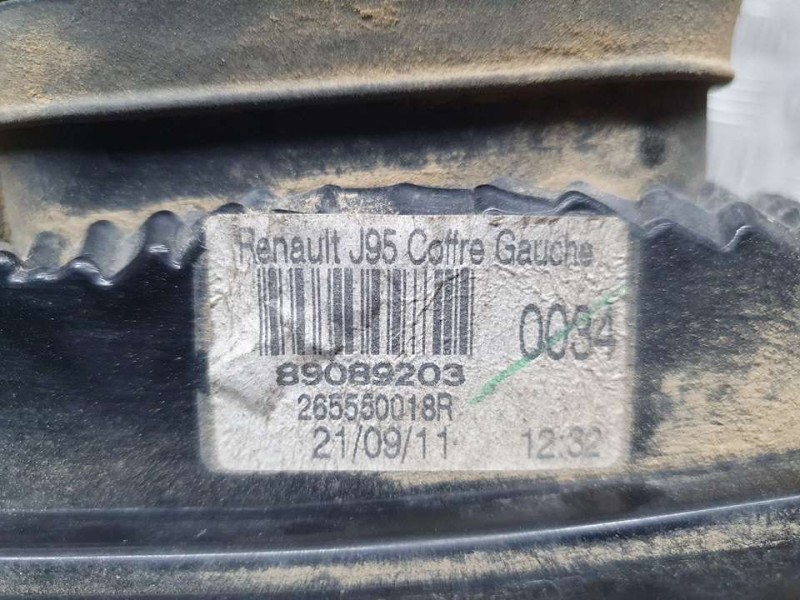 Renault J95 Coffre Gauche
0034
89089203
265550018R
21/09/11 12:32